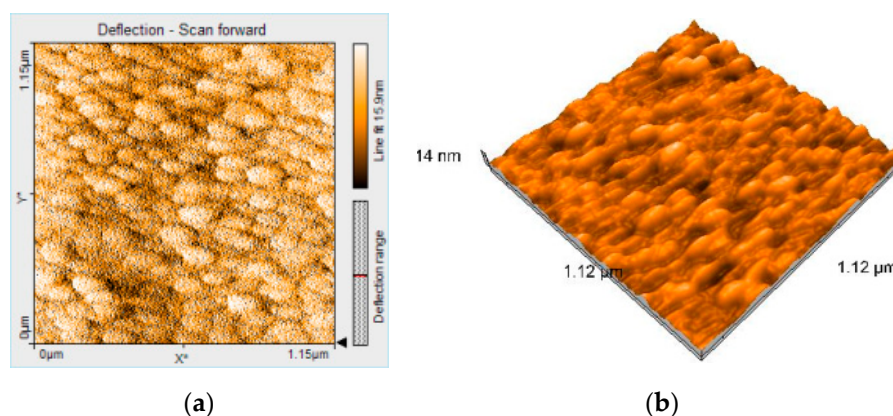 Deflection - Scan forward
1.15µm
Y*
0µm
0µm
X*
1.15µm
Line fit 15.9nm
Deflection range
14 nm
1.12 µm
1.12 µm
(a)
(b)